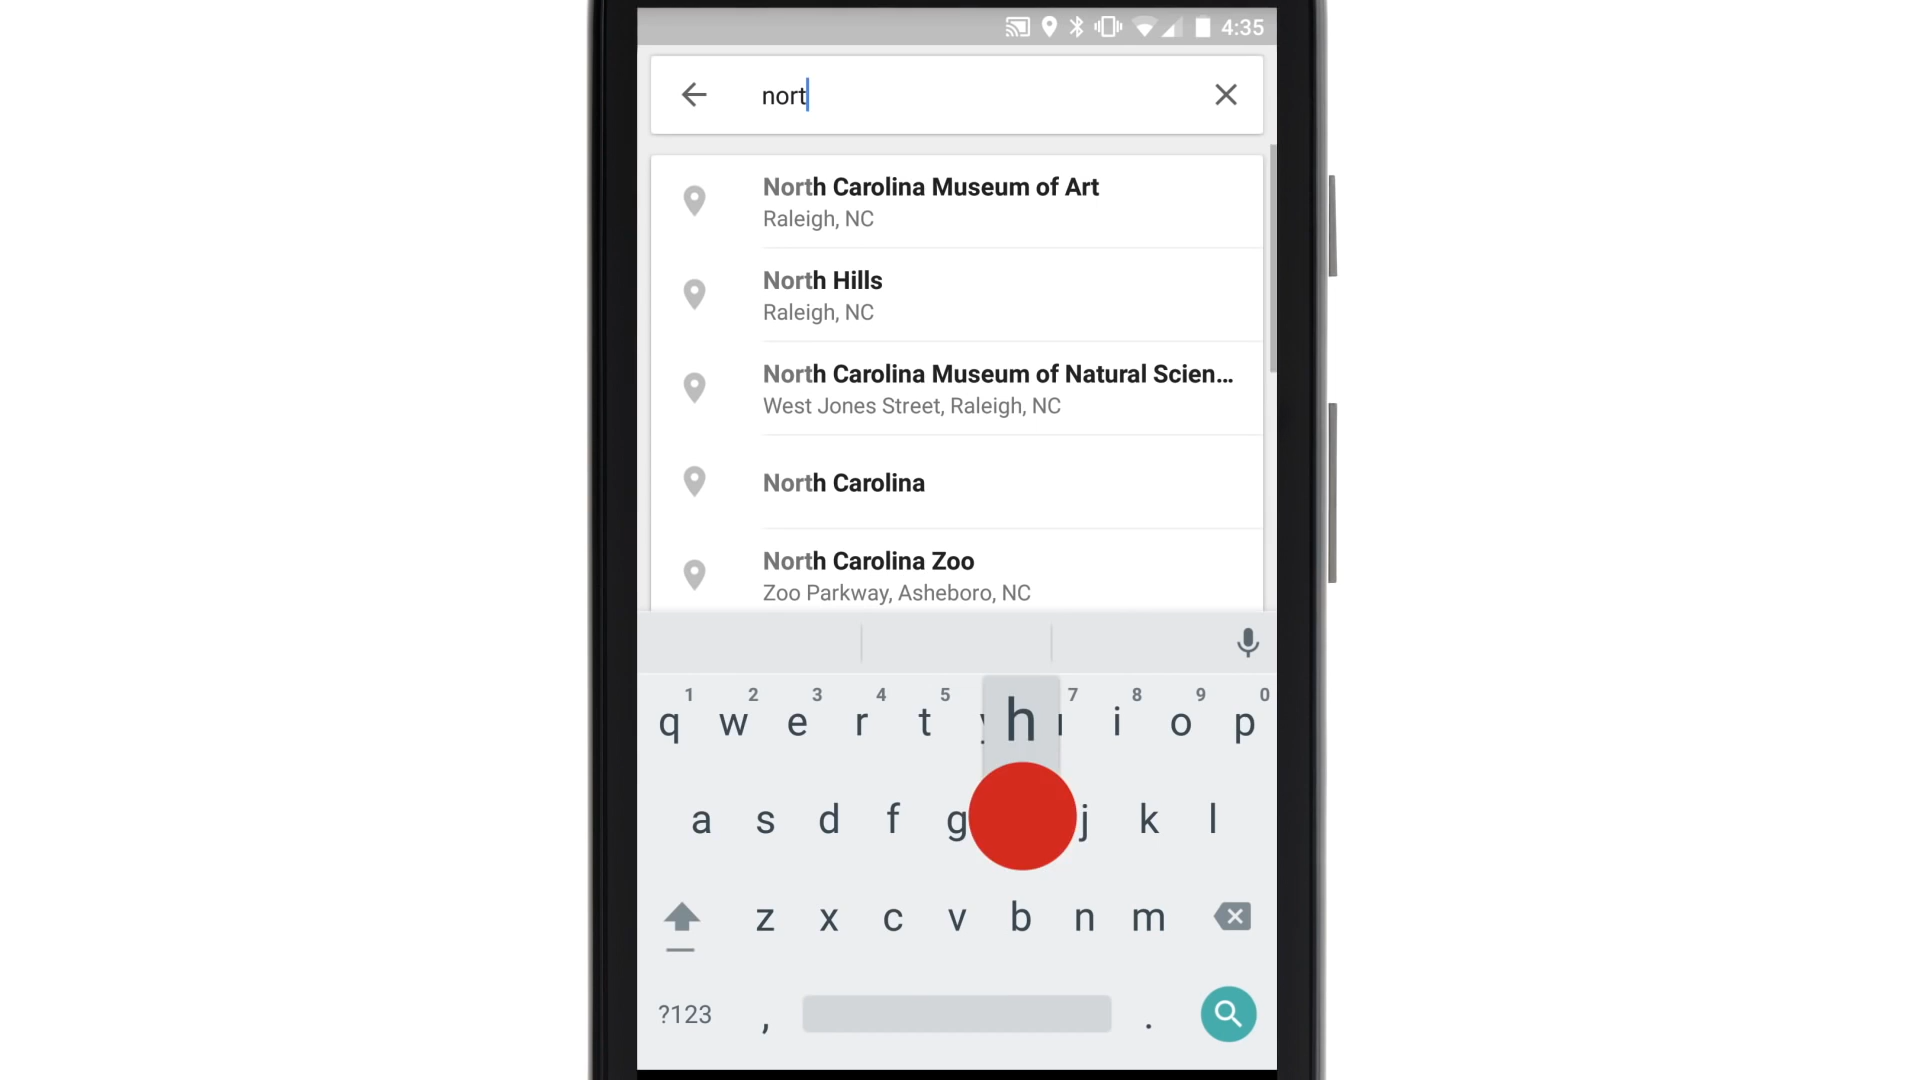 4:35
nort
North Carolina Museum of Art
Raleigh, NC
North Hills
Raleigh, NC
North Carolina Museum of Natural Scien...
West Jones Street, Raleigh, NC
North Carolina
North Carolina Zoo
Zoo Parkway, Asheboro, NC
1 2 3 4 5 7 8 9 0
q w e r t h i o p
a s d f g j k l
z x c v b n m
?123 , .